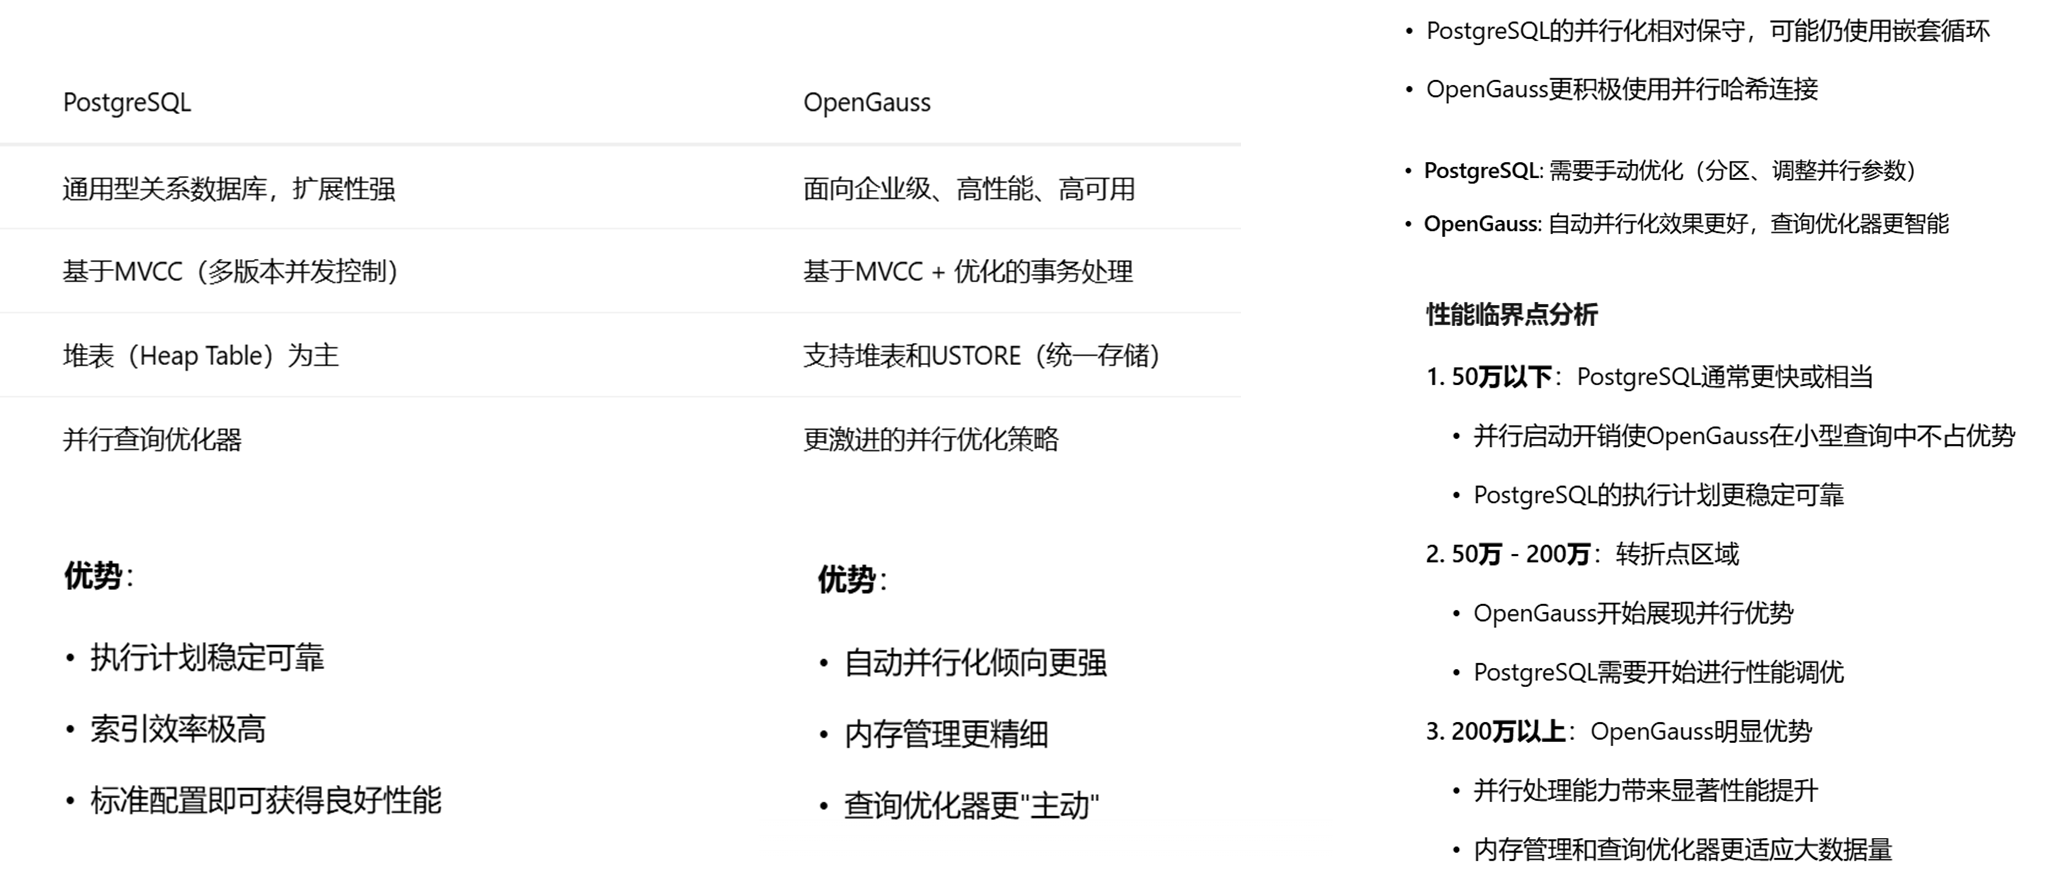 PostgreSQL
OpenGauss
通用型关系数据库，扩展性强
面向企业级、高性能、高可用
基于MVCC（多版本并发控制）
基于MVCC + 优化的事务处理
堆表（Heap Table）为主
支持堆表和USTORE（统一存储）
并行查询优化器
更激进的并行优化策略
优势：
• 执行计划稳定可靠
• 索引效率极高
• 标准配置即可获得良好性能
优势：
• 自动并行化倾向更强
• 内存管理更精细
• 查询优化器更"主动"
• PostgreSQL的并行化相对保守，可能仍使用嵌套循环
• OpenGauss更积极使用并行哈希连接
• PostgreSQL: 需要手动优化（分区、调整并行参数）
• OpenGauss: 自动并行化效果更好，查询优化器更智能
性能临界点分析
1. 50万以下：PostgreSQL通常更快或相当
• 并行启动开销使OpenGauss在小型查询中不占优势
• PostgreSQL的执行计划更稳定可靠
2. 50万 - 200万：转折点区域
• OpenGauss开始展现并行优势
• PostgreSQL需要开始进行性能调优
3. 200万以上：OpenGauss明显优势
• 并行处理能力带来显著性能提升
• 内存管理和查询优化器更适应大数据量